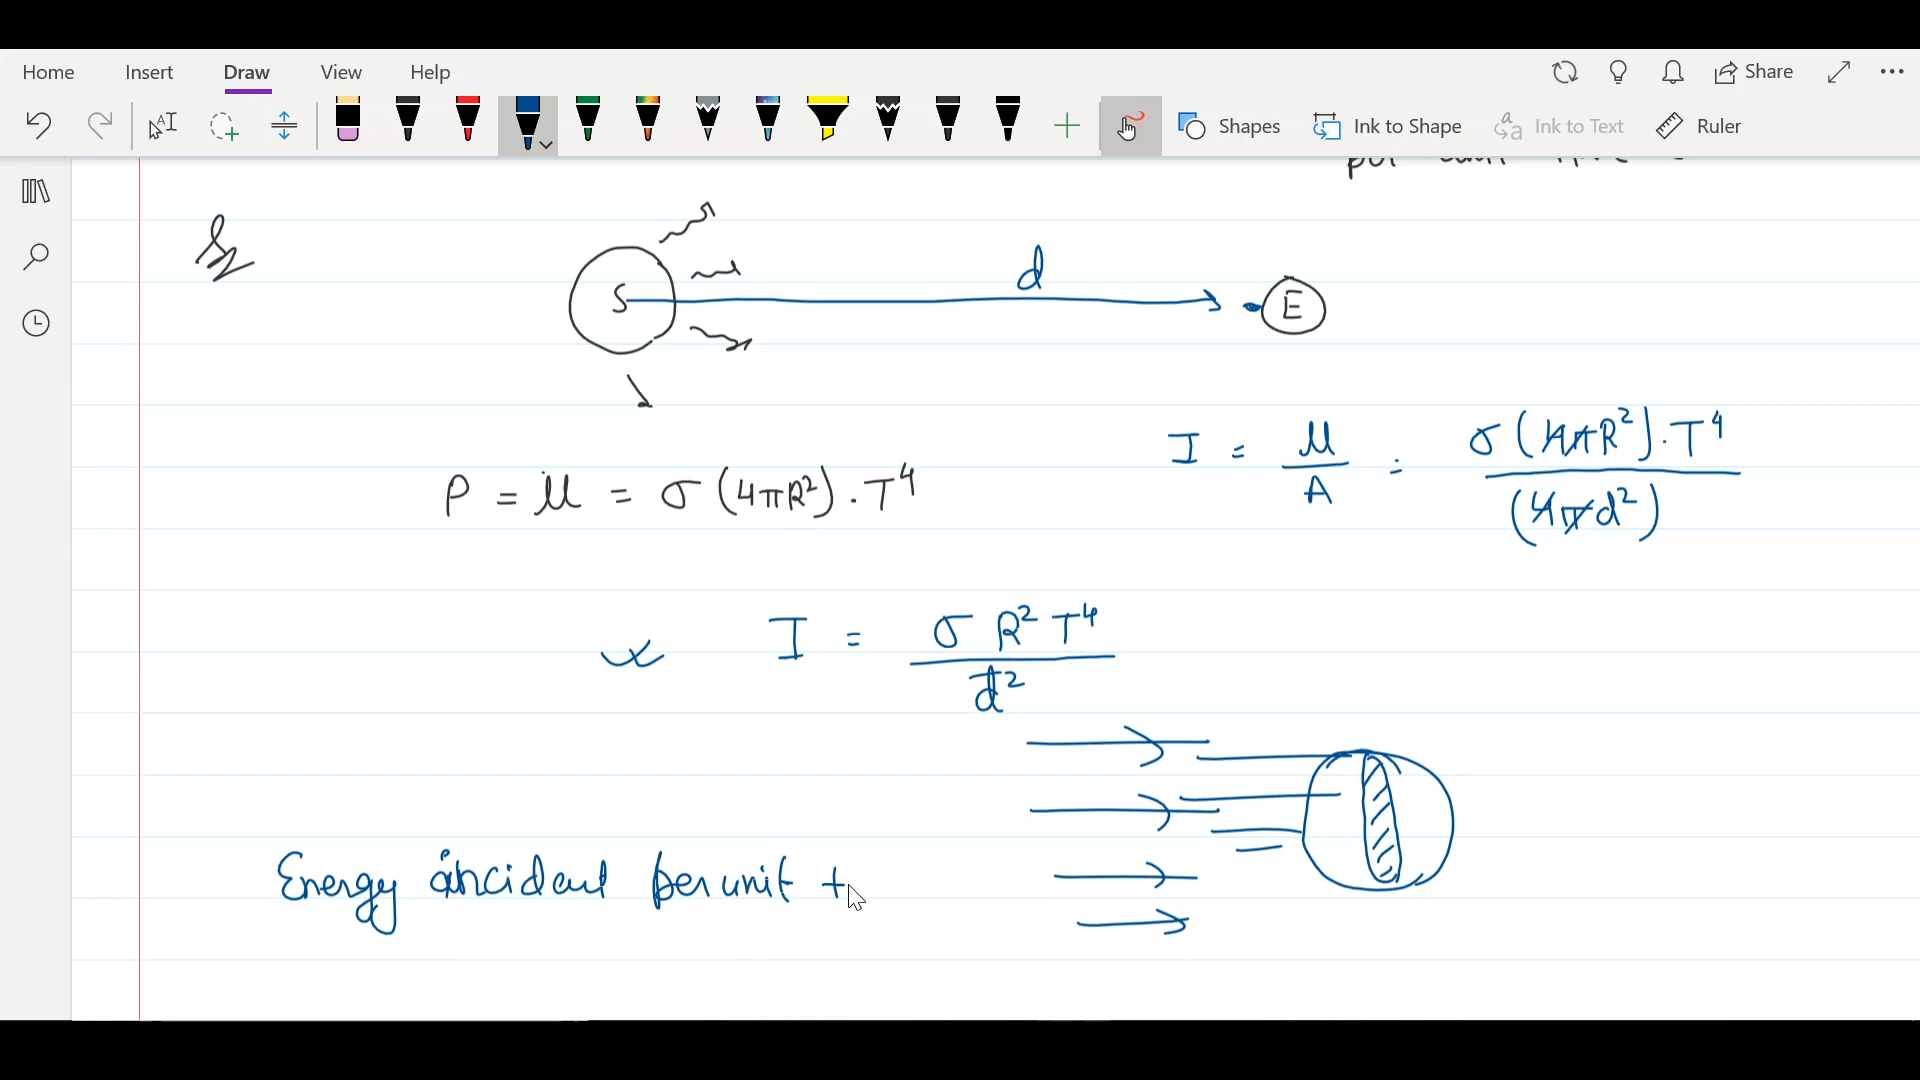 Home Insert Draw View Help Share
Shapes Ink to Shape Ink to Text Ruler
d
S E
P = u̇ = σ(4πR²).T⁴
I = u/A = σ(4πR²).T⁴/(4πd²)
I = σR²T⁴/d²
Energy incident per unit t